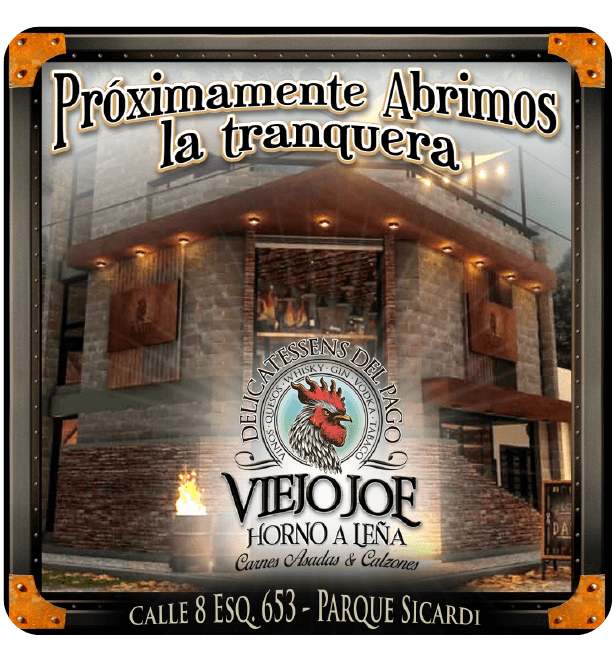 Próximamente Abrimos
la tranquera
DELICATESSENS DEL PAGO
VINOS·QUESOS·WHISKY·GIN·VODKA·TABACO
VIEJO JOE
HORNO A LEÑA
Carnes Asadas & Calzones
CALLE 8 ESQ. 653 - PARQUE SICARDI